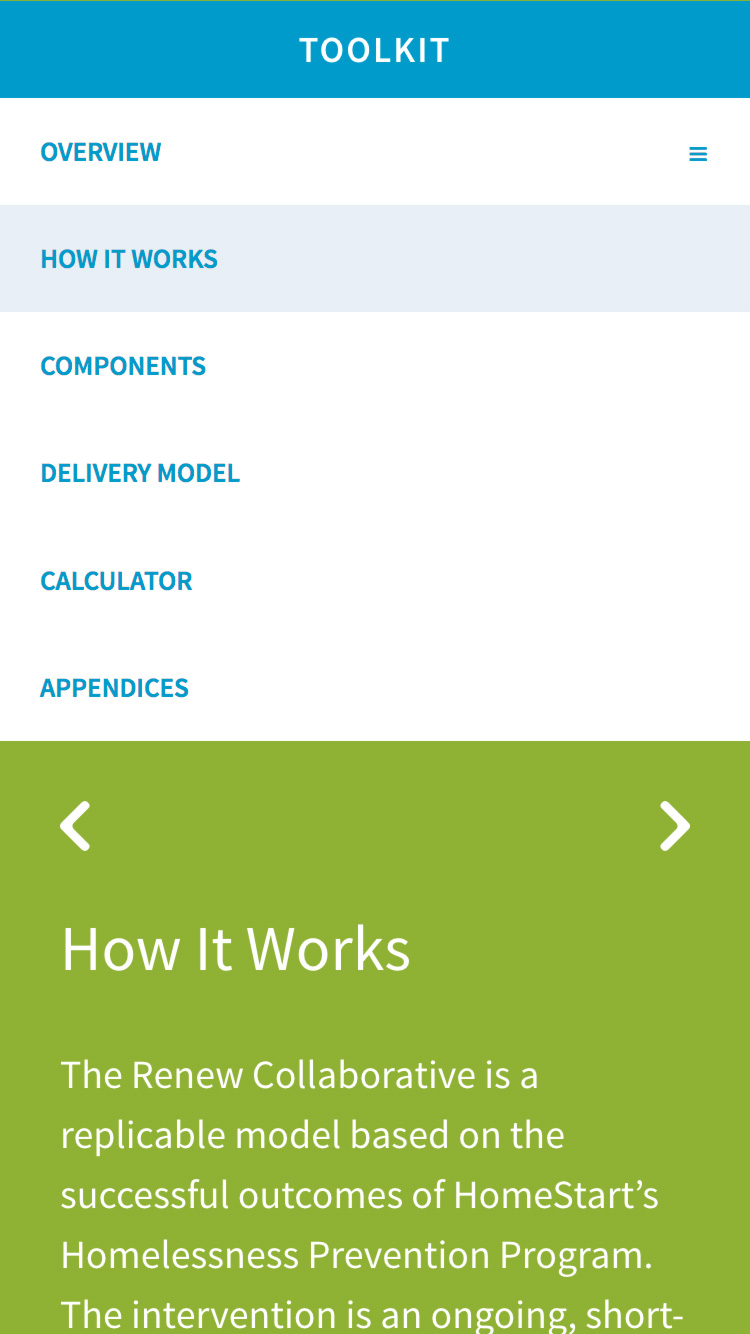 TOOLKIT
OVERVIEW
HOW IT WORKS
COMPONENTS
DELIVERY MODEL
CALCULATOR
APPENDICES
How It Works
The Renew Collaborative is a
replicable model based on the
successful outcomes of HomeStart’s
Homelessness Prevention Program.
The intervention is an ongoing, short-